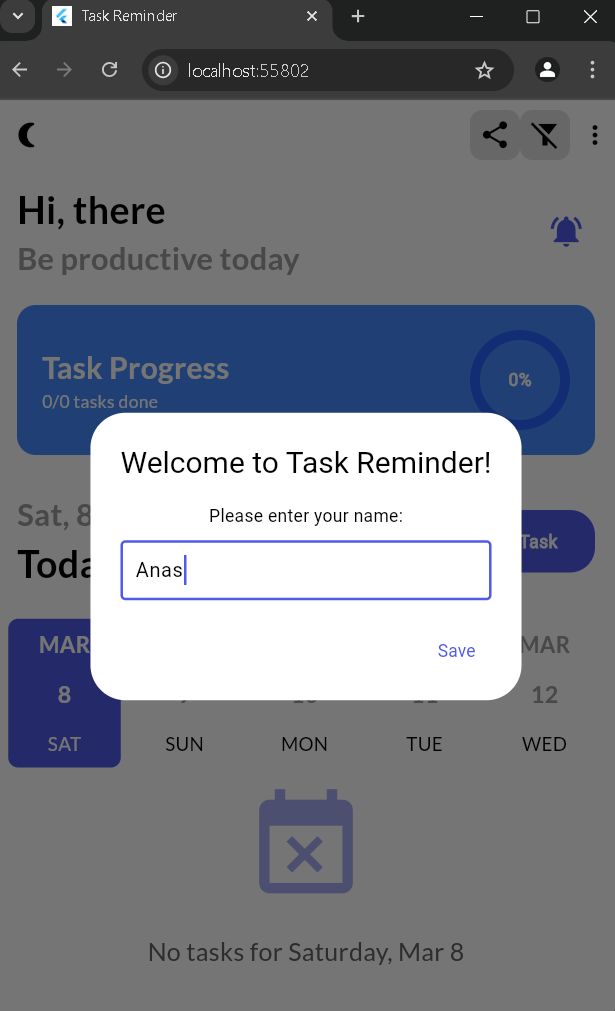 Task Reminder
localhost:55802
Hi, there
Be productive today
Task Progress
0/0 tasks done
0%
Welcome to Task Reminder!
Please enter your name:
Anas
Save
Sat, 8
Toda
Task
MAR
MAR
8
10
11
12
SAT
SUN
MON
TUE
WED
No tasks for Saturday, Mar 8